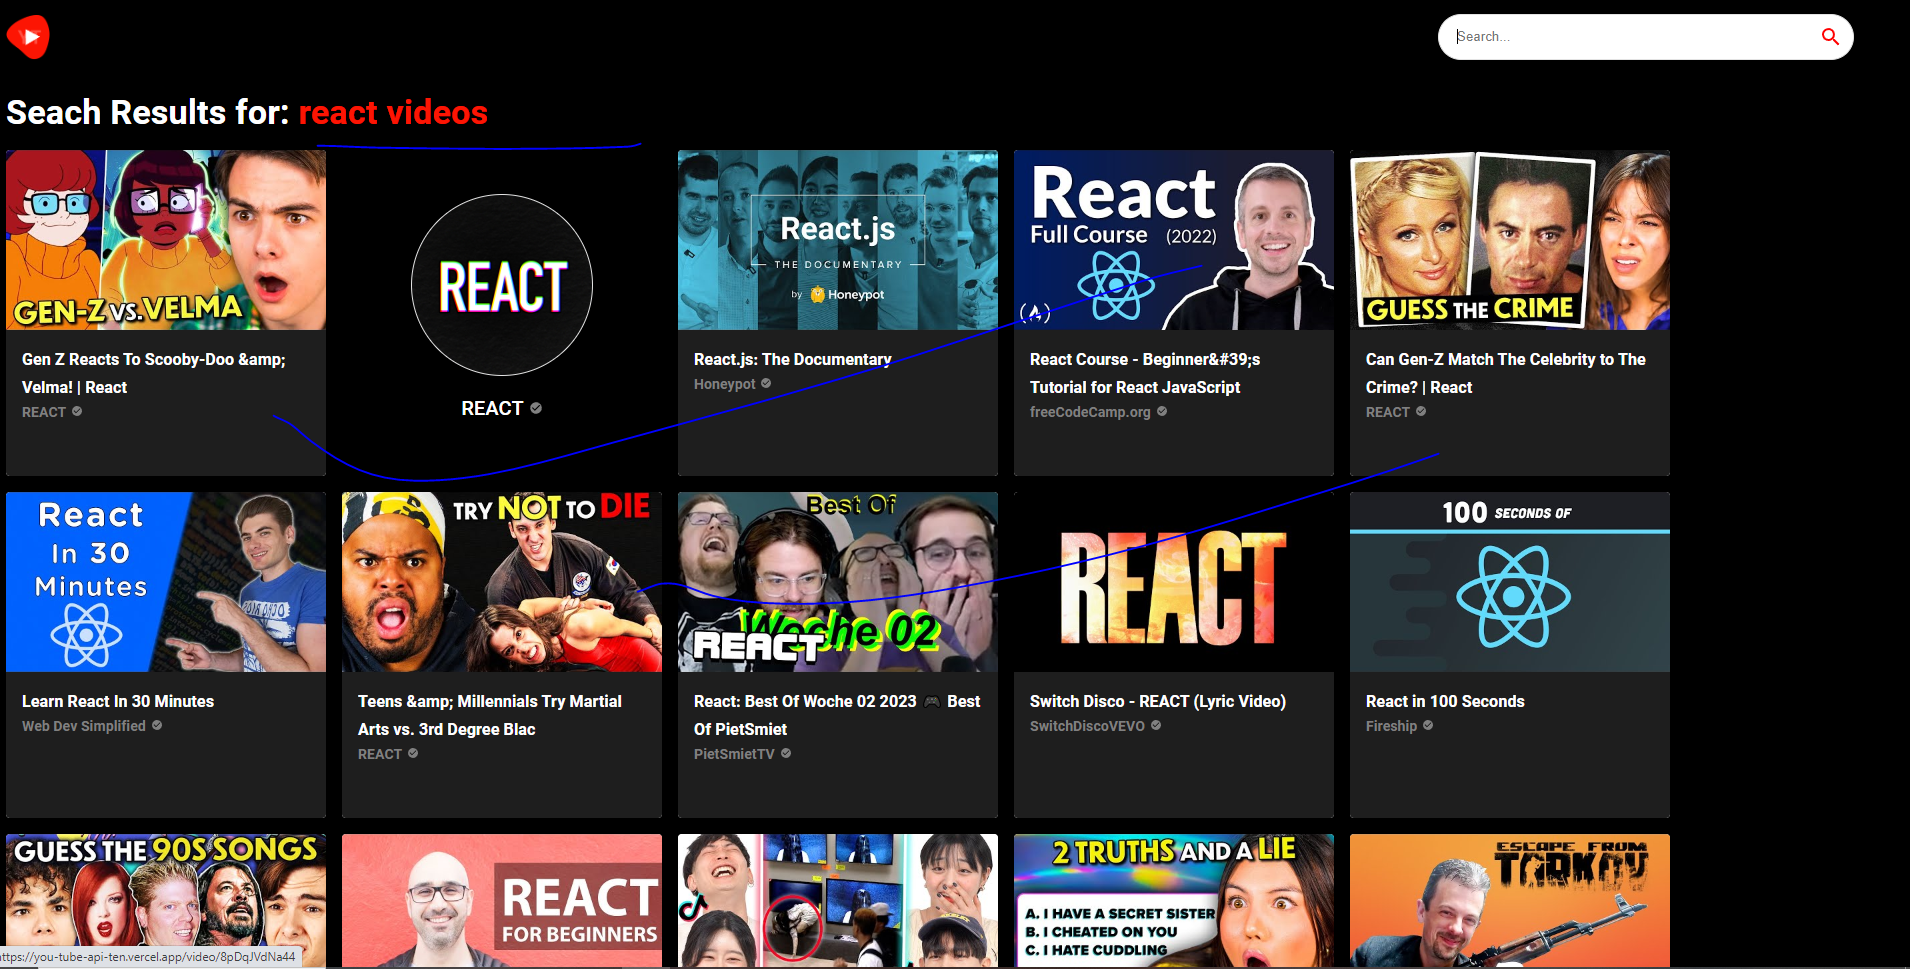 Search...
Seach Results for: react videos
GEN-Z VS. VELMA
Gen Z Reacts To Scooby-Doo &amp;
Velma! | React
REACT
REACT
REACT
React.js
THE DOCUMENTARY
by Honeypot
React.js: The Documentary
Honeypot
React
Full Course (2022)
React Course - Beginner&#39;s
Tutorial for React JavaScript
freeCodeCamp.org
GUESS THE CRIME
Can Gen-Z Match The Celebrity to The
Crime? | React
REACT
React
In 30
Minutes
Learn React In 30 Minutes
Web Dev Simplified
TRY NOT TO DIE
Teens &amp; Millennials Try Martial
Arts vs. 3rd Degree Blac
REACT
Best Of
Woche 02
REACT
React: Best Of Woche 02 2023 🎮 Best
Of PietSmiet
PietSmietTV
REACT
Switch Disco - REACT (Lyric Video)
SwitchDiscoVEVO
100 SECONDS OF
React in 100 Seconds
Fireship
GUESS THE 90S SONGS
REACT
FOR BEGINNERS
2 TRUTHS AND A LIE
A. I HAVE A SECRET SISTER
B. I CHEATED ON YOU
C. I HATE CUDDLING
ESCAPE FROM
TARKOV
https://you-tube-api-ten.vercel.app/video/8pDqJVdNa44